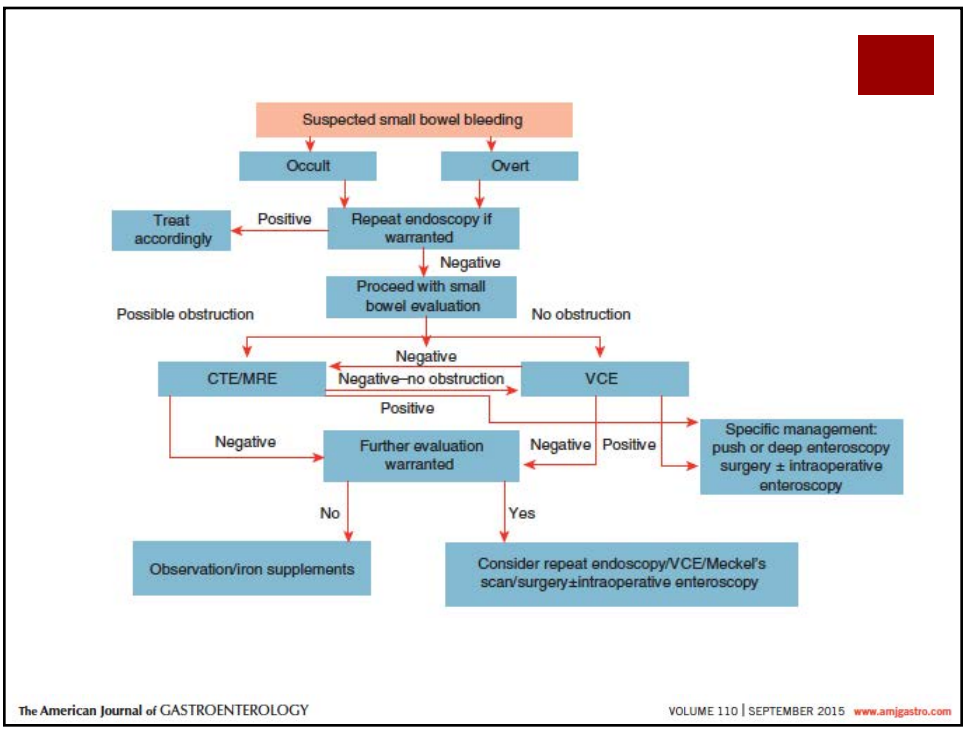 Suspected small bowel bleeding
Occult
Overt
Treat
accordingly
Positive
Repeat endoscopy if
warranted
Negative
Proceed with small
bowel evaluation
Possible obstruction
No obstruction
Negative
CTE/MRE
Negative–no obstruction
VCE
Positive
Negative
Further evaluation
warranted
Negative
Positive
Specific management:
push or deep enteroscopy
surgery ± intraoperative
enteroscopy
No
Yes
Observation/iron supplements
Consider repeat endoscopy/VCE/Meckel's
scan/surgery±intraoperative enteroscopy
The American Journal of GASTROENTEROLOGY
VOLUME 110 | SEPTEMBER 2015 www.amjgastro.com